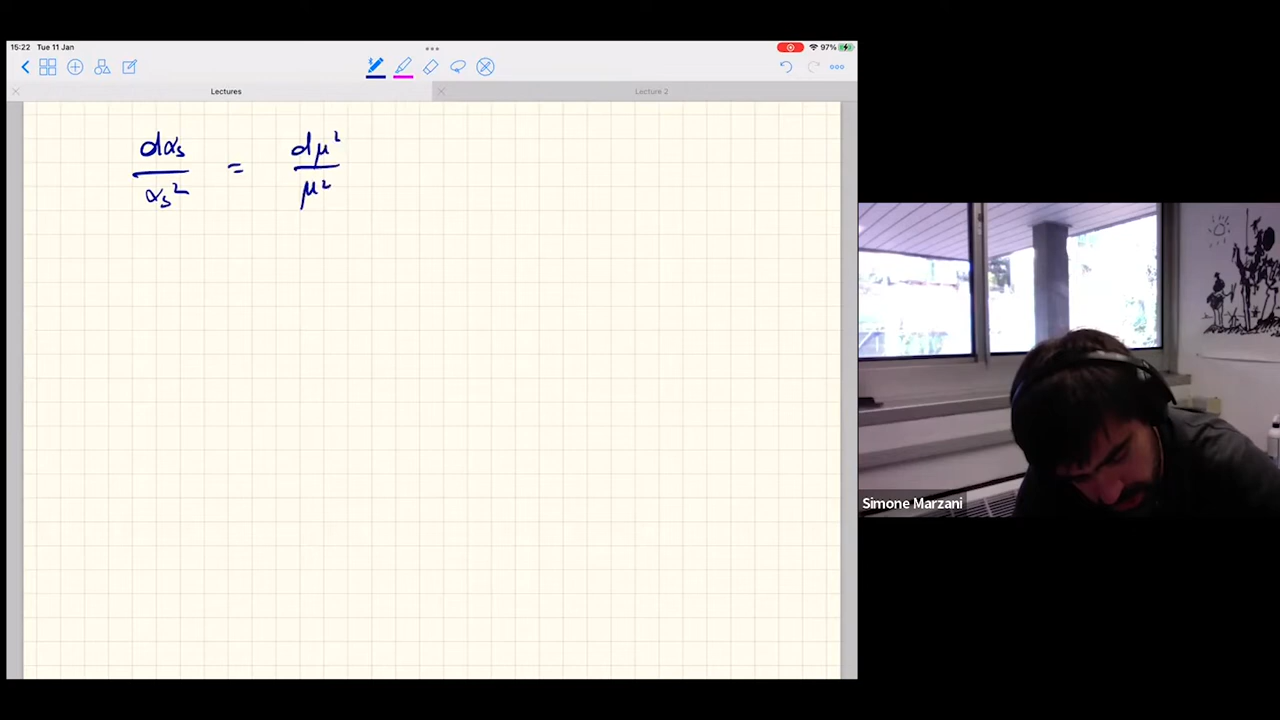 15:22 Tue 11 Jan
97%
Lectures
Lecture 2
dαs/αs² = dμ²/μ²
Simone Marzani